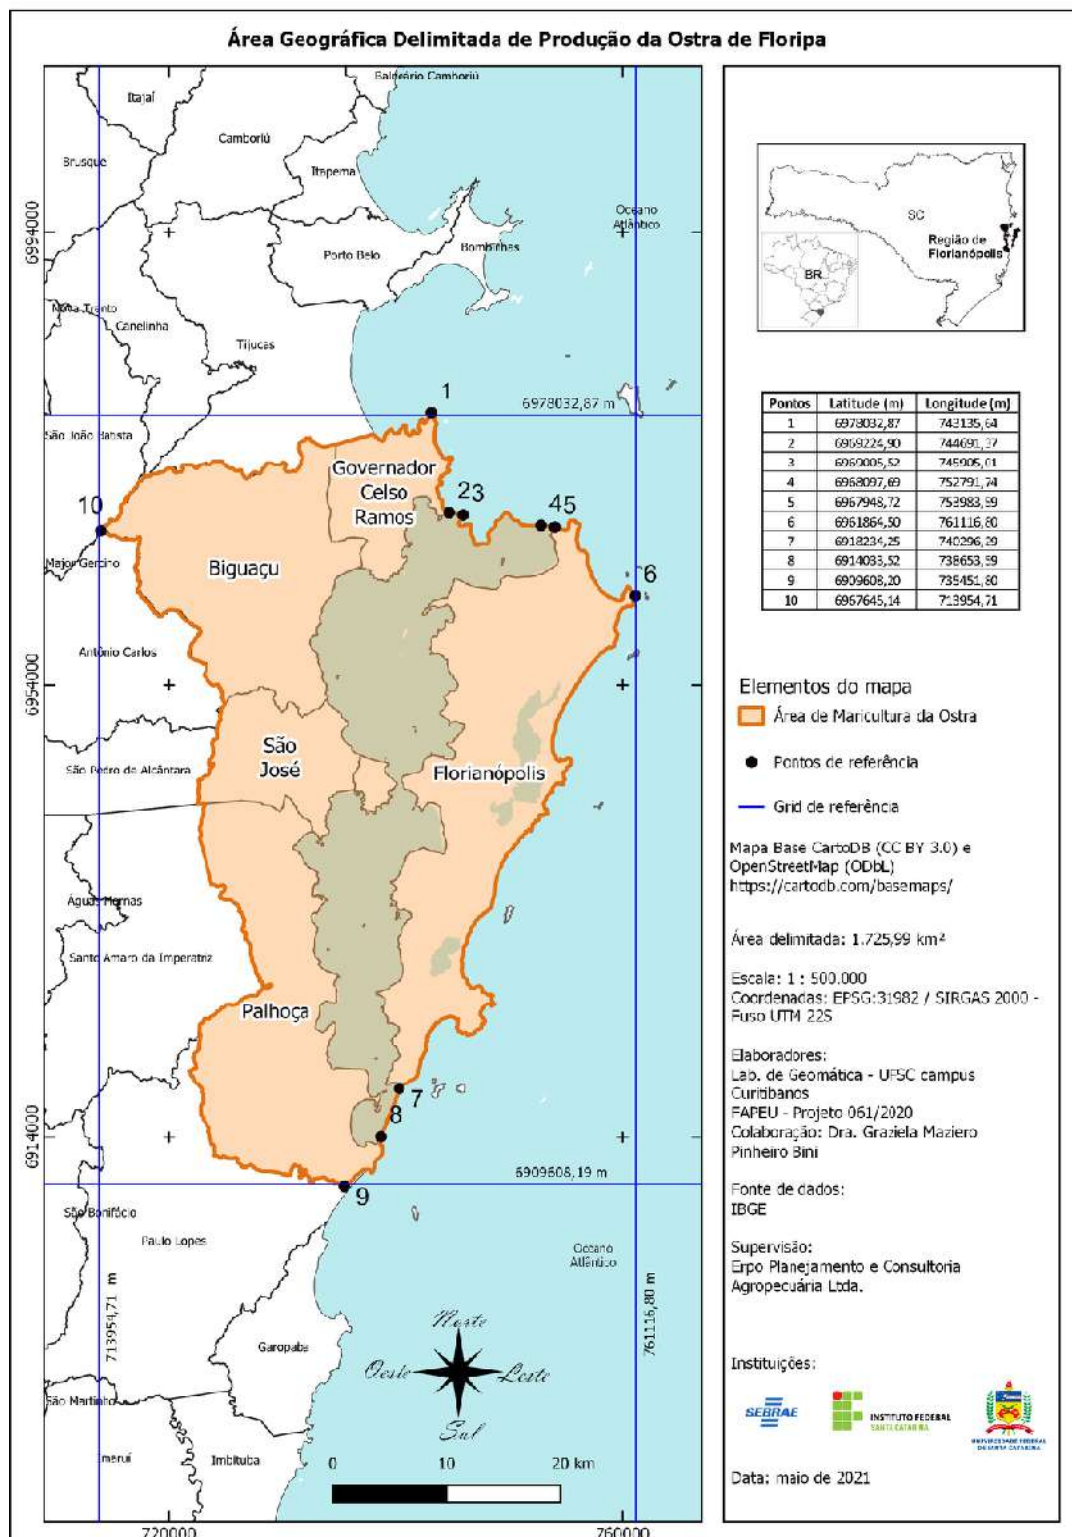 Área Geográfica Delimitada de Produção da Ostra de Floripa
Balneário Camboriú
Itajaí
Camboriú
Brusque
Itapema
Oceano
Atlântico
6994000
Porto Belo
Bombinhas
Nova Trento
Canelinha
Tijucas
1
6978032,87 m
São João Batista
Governador
Celso
Ramos
10
23
45
Major Gercino
Biguaçu
6
Antônio Carlos
6954000
São Pedro de Alcântara
São
José
Florianópolis
Águas Mornas
Santo Amaro da Imperatriz
Palhoça
7
8
6914000
6909608,19 m
9
São Bonifácio
Paulo Lopes
Oceano
Atlântico
713954,71 m
761116,80 m
Garopaba
Norte
Oeste
Leste
Sul
São Martinho
Imaruí
Imbituba
0 10 20 km
720000
760000
SC
Região de
Florianópolis
BR
Pontos Latitude (m) Longitude (m)
1 6978032,87 743135,64
2 6969224,90 744691,37
3 6969005,52 745905,01
4 6968097,69 752791,74
5 6967948,72 753983,59
6 6961864,50 761116,80
7 6918234,25 740296,29
8 6914033,52 738653,59
9 6909608,20 735451,80
10 6967645,14 713954,71
Elementos do mapa
Área de Maricultura da Ostra
Pontos de referência
Grid de referência
Mapa Base CartoDB (CC BY 3.0) e
OpenStreetMap (ODbL)
https://cartodb.com/basemaps/
Área delimitada: 1.725,99 km²
Escala: 1 : 500.000
Coordenadas: EPSG:31982 / SIRGAS 2000 -
Fuso UTM 22S
Elaboradores:
Lab. de Geomática - UFSC campus
Curitibanos
FAPEU - Projeto 061/2020
Colaboração: Dra. Graziela Maziero
Pinheiro Bini
Fonte de dados:
IBGE
Supervisão:
Erpo Planejamento e Consultoria
Agropecuária Ltda.
Instituições:
SEBRAE
INSTITUTO FEDERAL
SANTA CATARINA
UNIVERSIDADE FEDERAL
DE SANTA CATARINA
Data: maio de 2021